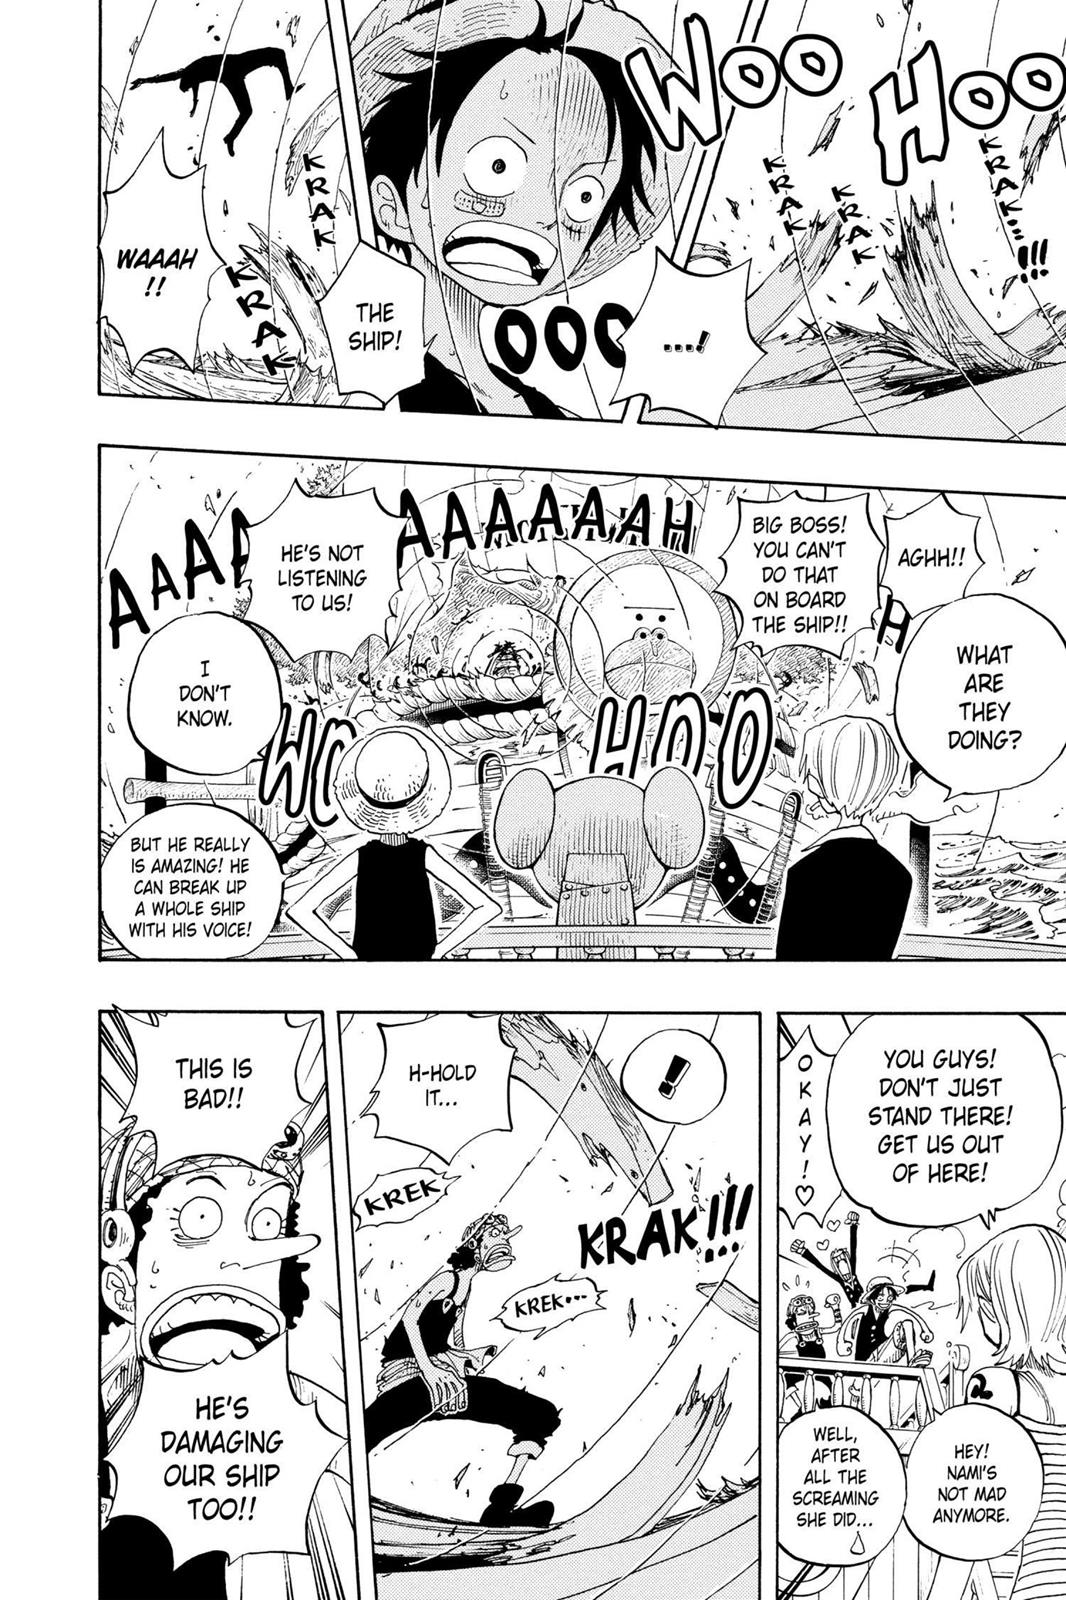 WOO
HOO
KRAK...!!!
KRAK
KRAK
....!
OOO
THE
SHIP!
KRAK
KRAK
WAAAH
!!
AGHH!!
WHAT
ARE
THEY
DOING?
BIG BOSS!
YOU CAN'T
DO THAT
ON BOARD
THE SHIP!!
AAAAAAAAAAAH
H
HE'S NOT
LISTENING
TO US!
WO
HOOO
I
DON'T
KNOW.
BUT HE REALLY
IS AMAZING! HE
CAN BREAK UP
A WHOLE SHIP
WITH HIS VOICE!
YOU GUYS!
DON'T JUST
STAND THERE!
GET US OUT
OF HERE!
OKAY!♡
HEY!
NAMI'S
NOT MAD
ANYMORE.
WELL,
AFTER
ALL THE
SCREAMING
SHE DID...
!
KRAK!!!
H-HOLD
IT...
KREK
KREK...
THIS IS
BAD!!
HE'S
DAMAGING
OUR SHIP
TOO!!